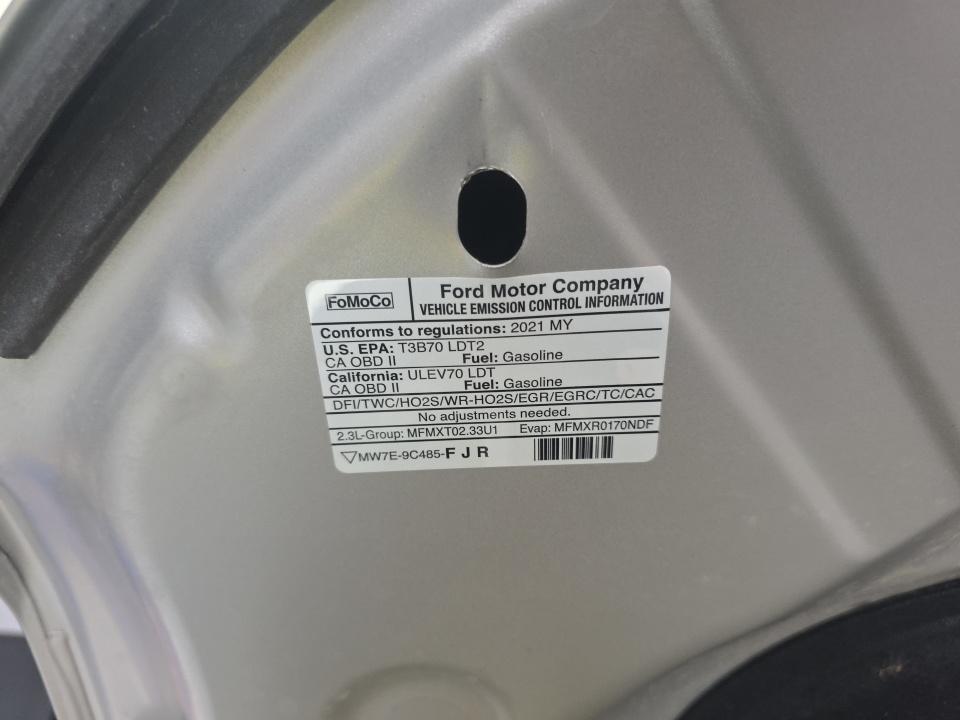 FoMoCo
Ford Motor Company
VEHICLE EMISSION CONTROL INFORMATION
Conforms to regulations: 2021 MY
U.S. EPA: T3B70 LDT2
CA OBD II Fuel: Gasoline
California: ULEV70 LDT
CA OBD II Fuel: Gasoline
DFI/TWC/HO2S/WR-HO2S/EGR/EGRC/TC/CAC
No adjustments needed.
2.3L-Group: MFMXT02.33U1 Evap: MFMXR0170NDF
MW7E-9C485-F J R